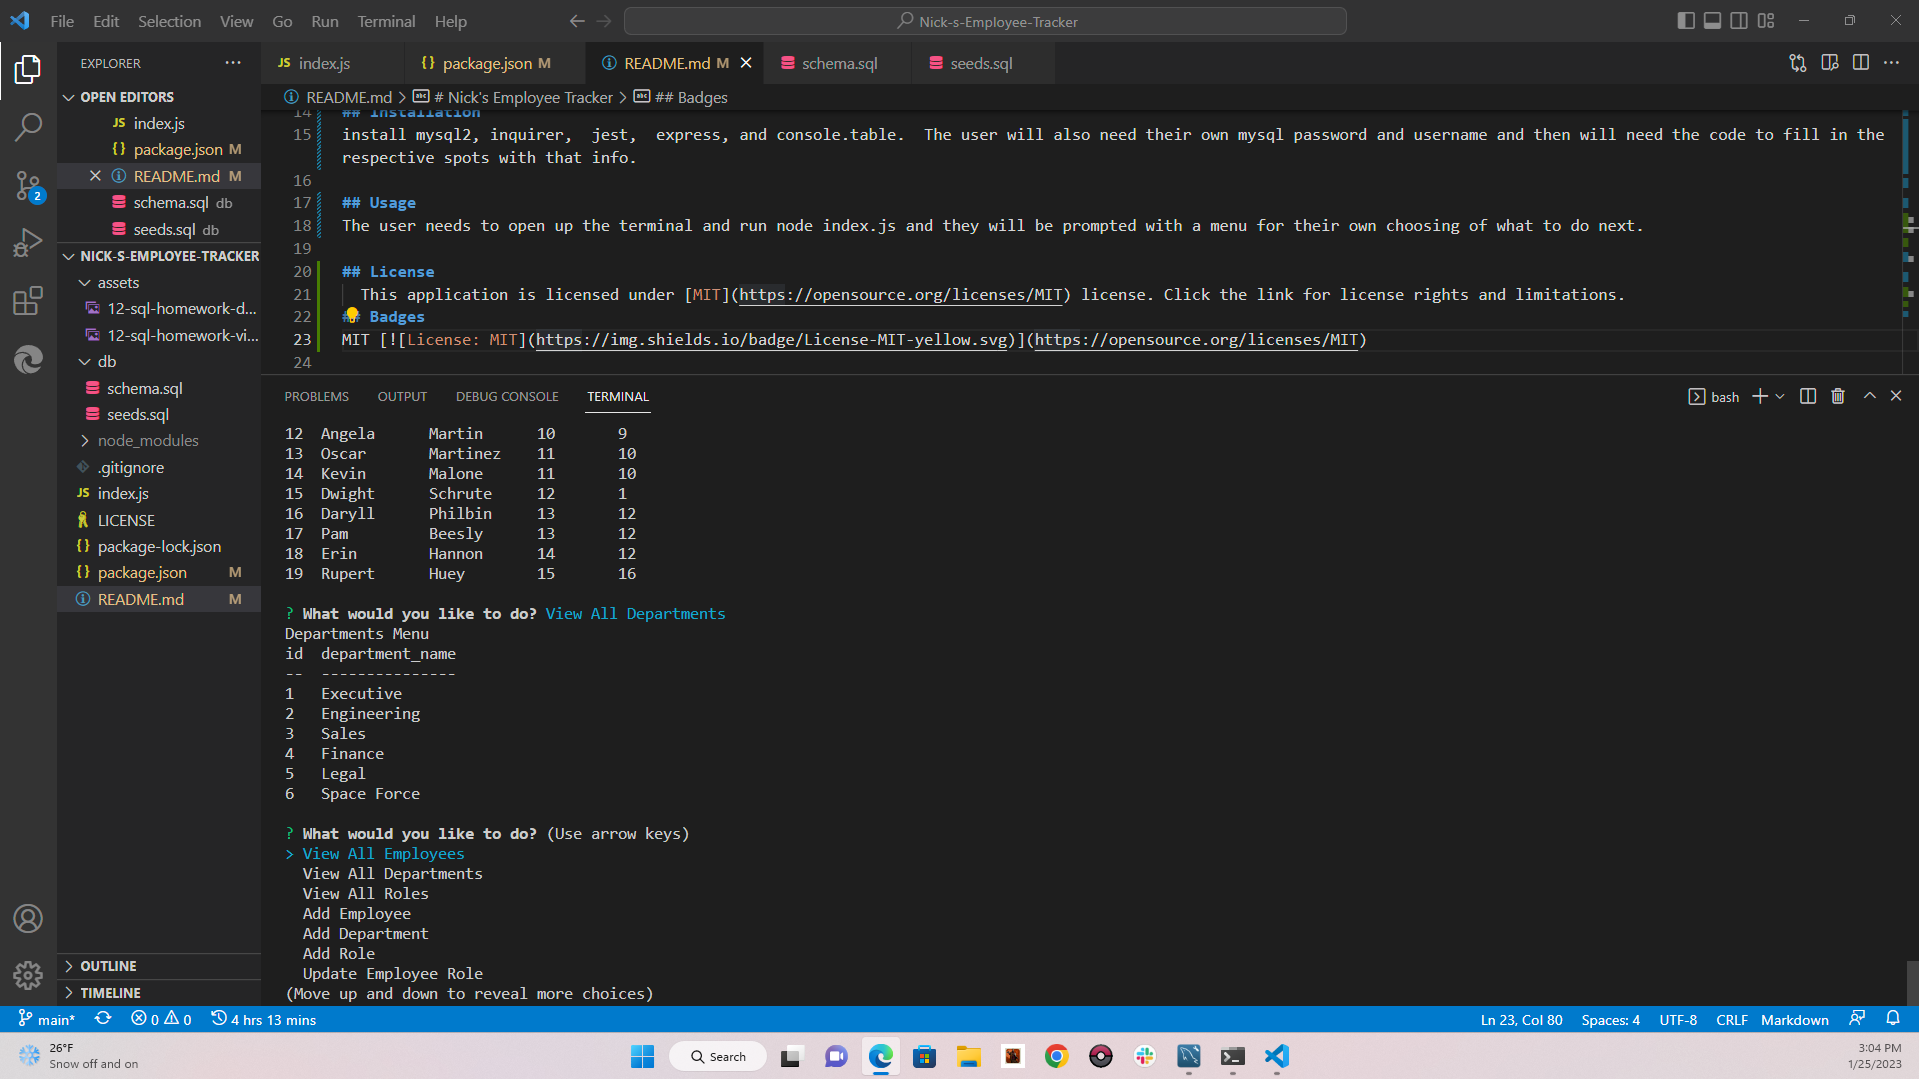 File Edit Selection View Go Run Terminal Help
Nick-s-Employee-Tracker
EXPLORER
JS index.js
{} package.json M
README.md M
schema.sql
seeds.sql
OPEN EDITORS
JS index.js
{} package.json M
README.md M
schema.sql db
seeds.sql db
NICK-S-EMPLOYEE-TRACKER
assets
12-sql-homework-d...
12-sql-homework-vi...
db
schema.sql
seeds.sql
node_modules
.gitignore
JS index.js
LICENSE
{} package-lock.json
{} package.json M
README.md M
OUTLINE
TIMELINE
2
README.md > # Nick's Employee Tracker > ## Badges
14 ## Installation
15 install mysql2, inquirer,  jest,  express, and console.table.  The user will also need their own mysql password and username and then will need the code to fill in the
respective spots with that info.
16
17 ## Usage
18 The user needs to open up the terminal and run node index.js and they will be prompted with a menu for their own choosing of what to do next.
19
20 ## License
21 This application is licensed under [MIT](https://opensource.org/licenses/MIT) license. Click the link for license rights and limitations.
22 ## Badges
23 MIT [![License: MIT](https://img.shields.io/badge/License-MIT-yellow.svg)](https://opensource.org/licenses/MIT)
24
PROBLEMS OUTPUT DEBUG CONSOLE TERMINAL
bash
12 Angela Martin 10 9
13 Oscar Martinez 11 10
14 Kevin Malone 11 10
15 Dwight Schrute 12 1
16 Daryll Philbin 13 12
17 Pam Beesly 13 12
18 Erin Hannon 14 12
19 Rupert Huey 15 16
? What would you like to do? View All Departments
Departments Menu
id department_name
-- ---------------
1 Executive
2 Engineering
3 Sales
4 Finance
5 Legal
6 Space Force
? What would you like to do? (Use arrow keys)
> View All Employees
View All Departments
View All Roles
Add Employee
Add Department
Add Role
Update Employee Role
(Move up and down to reveal more choices)
main* 0 0 4 hrs 13 mins
Ln 23, Col 80 Spaces: 4 UTF-8 CRLF Markdown
26°F
Snow off and on
Search
3:04 PM
1/25/2023